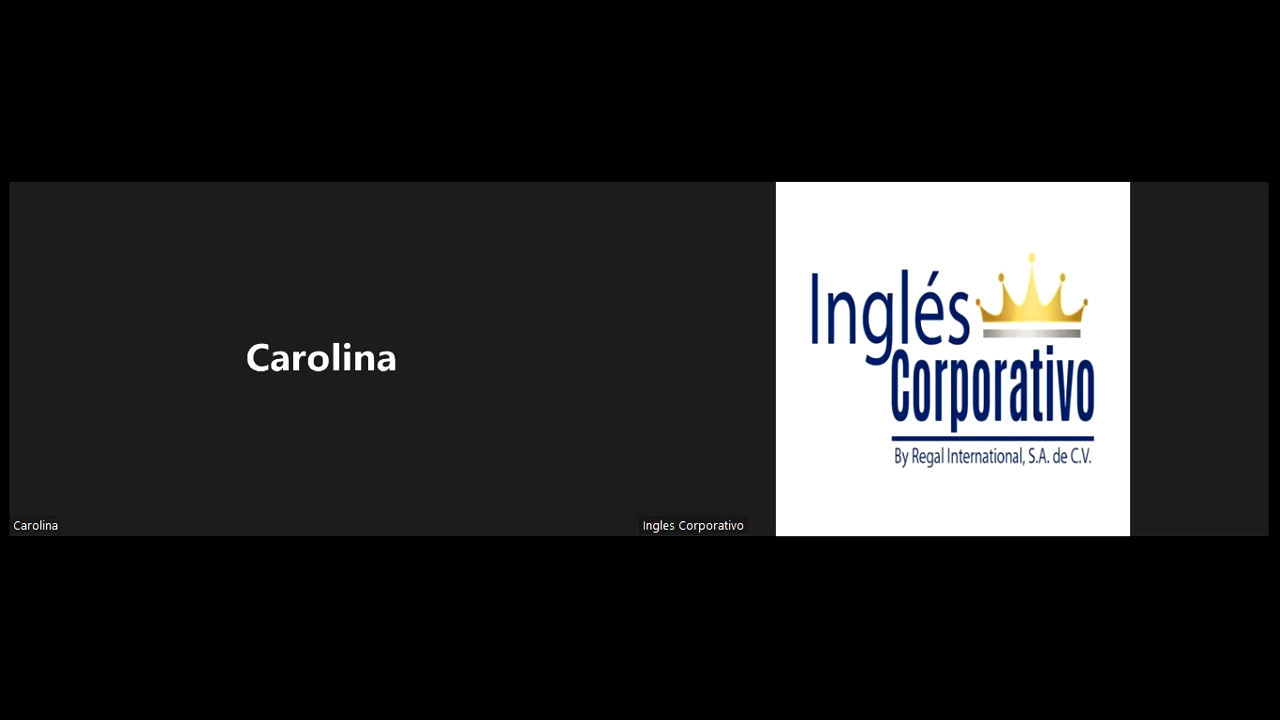 Carolina
Carolina
Ingles Corporativo
Inglés
Corporativo
By Regal International, S.A. de C.V.